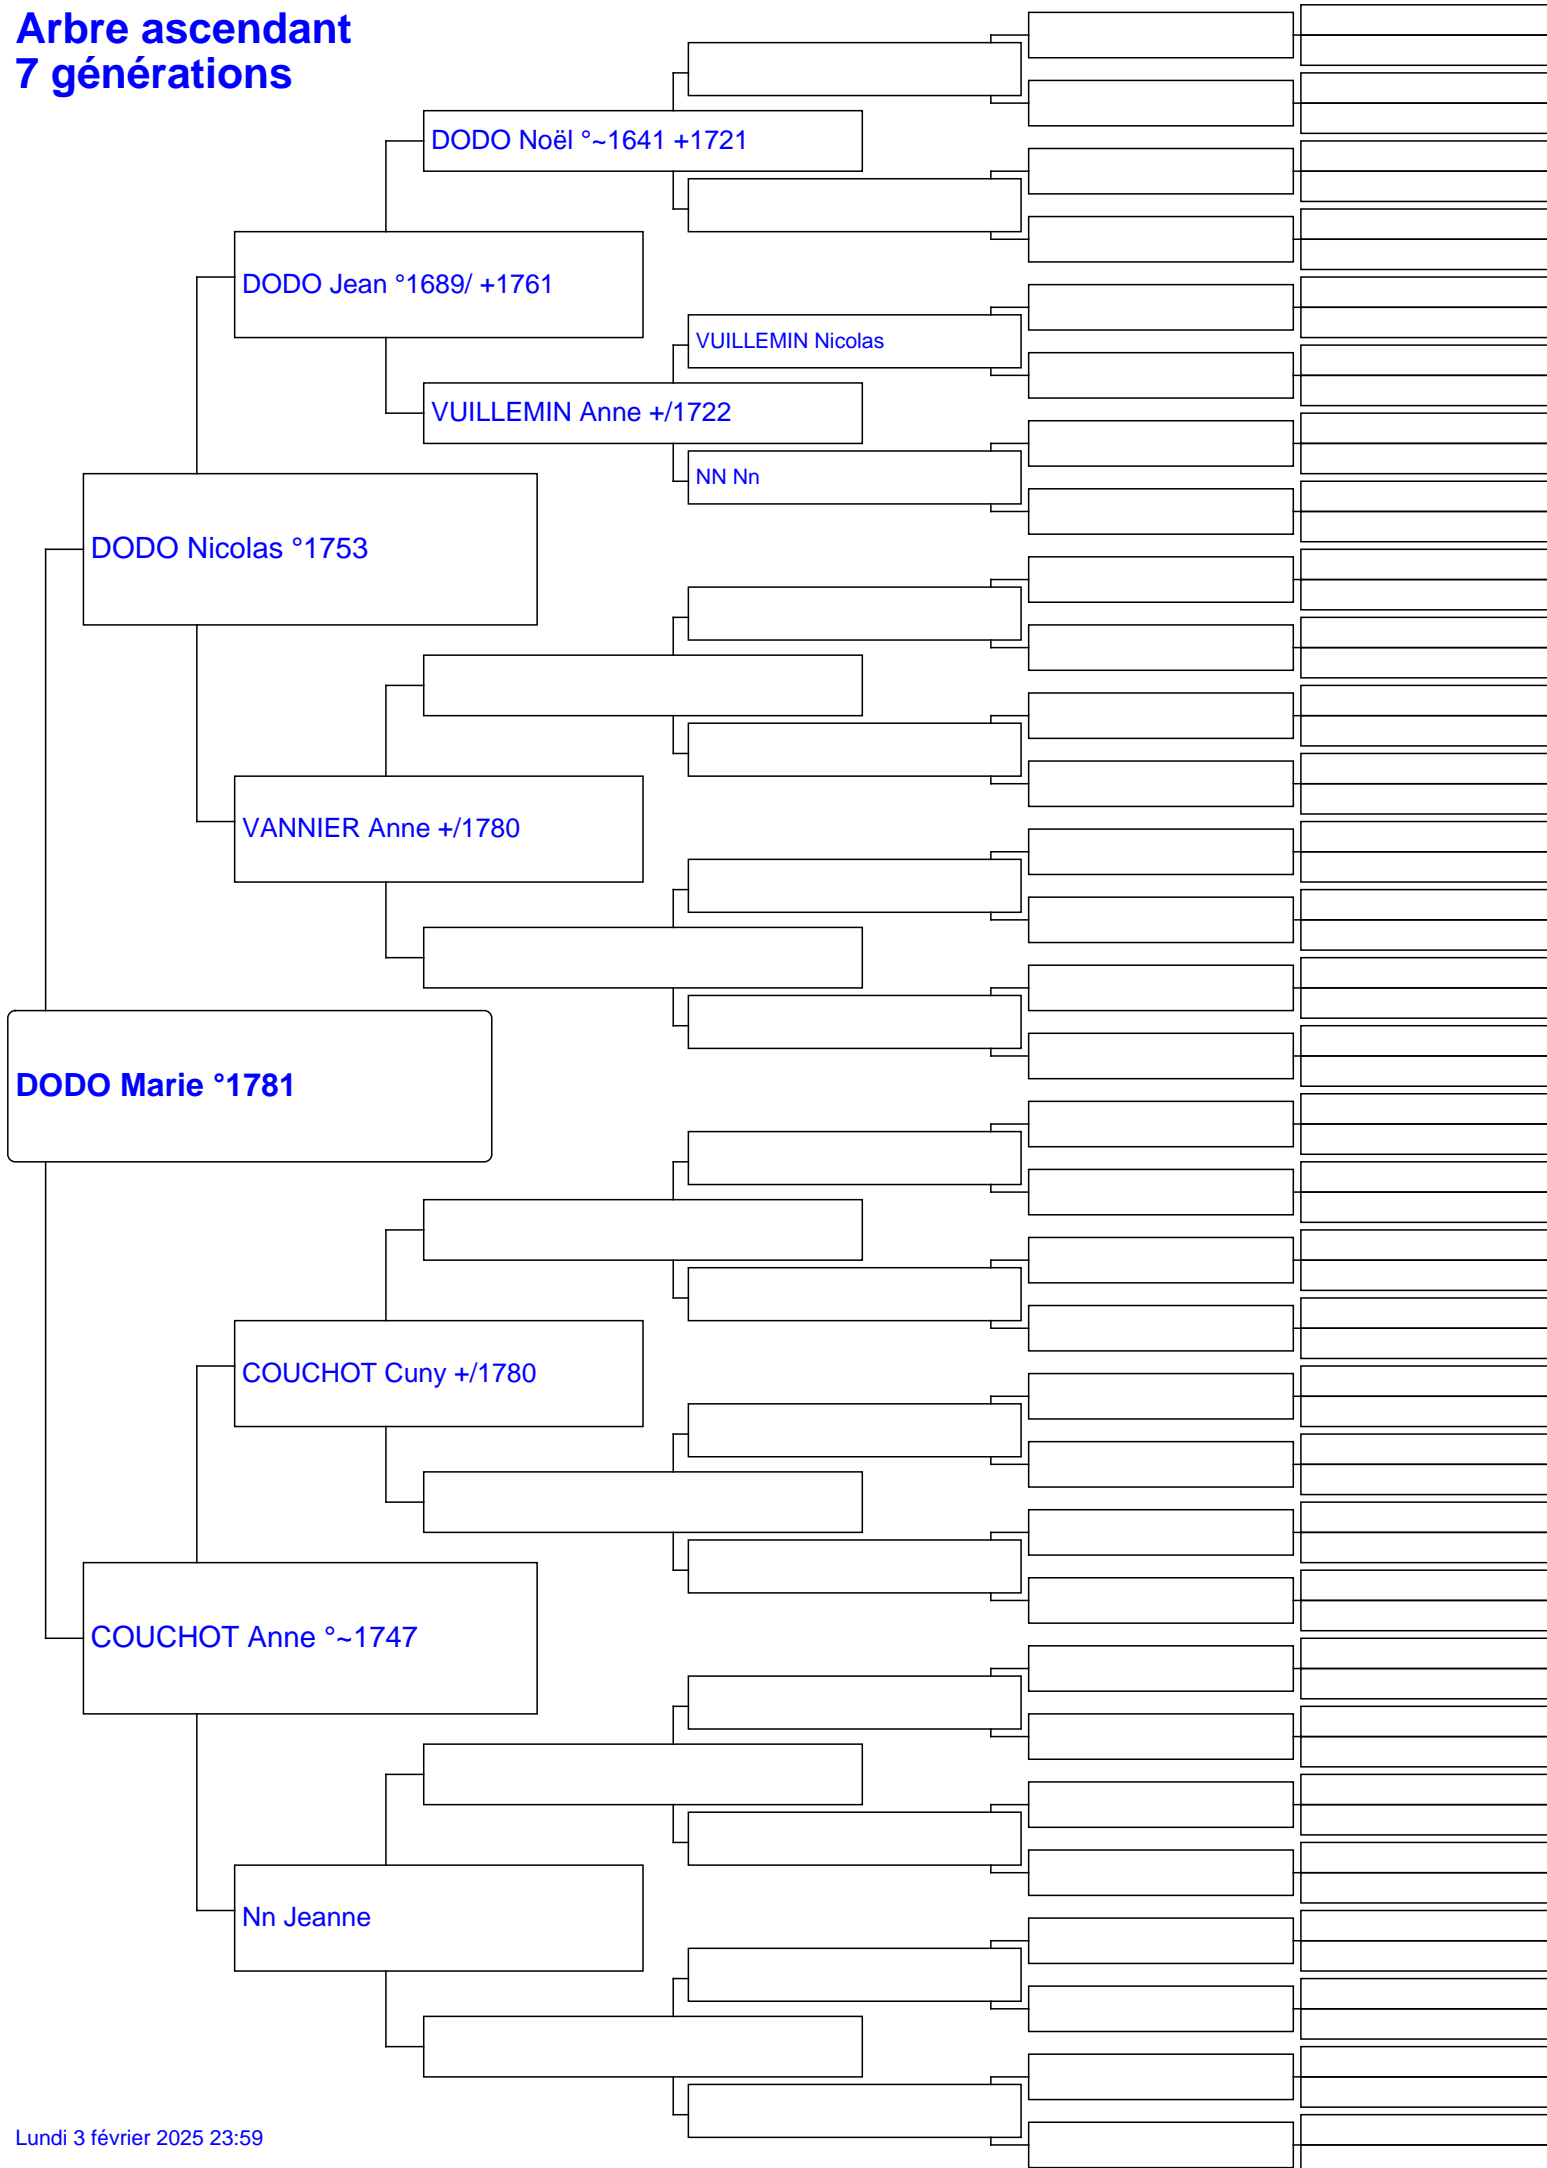 Arbre ascendant
7 générations
DODO Noël °~1641 +1721
DODO Jean °1689/ +1761
VUILLEMIN Nicolas
VUILLEMIN Anne +/1722
NN Nn
DODO Nicolas °1753
VANNIER Anne +/1780
DODO Marie °1781
COUCHOT Cuny +/1780
COUCHOT Anne °~1747
Nn Jeanne
Lundi 3 février 2025 23:59